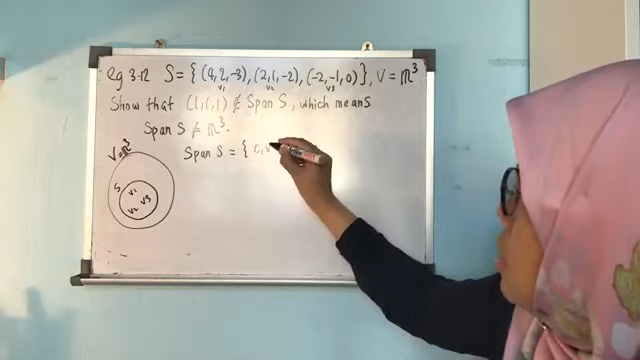 eg 3.12 S = { (4, 2, -3), (2, 1, -2), (-2, -1, 0) }, V = ℝ³
v1 v2 v3
Show that (1, 1, 1) ∉ Span S, which means
Span S ≠ ℝ³.
V = ℝ³
Span S = { c1 v
S
v1
v3
v2